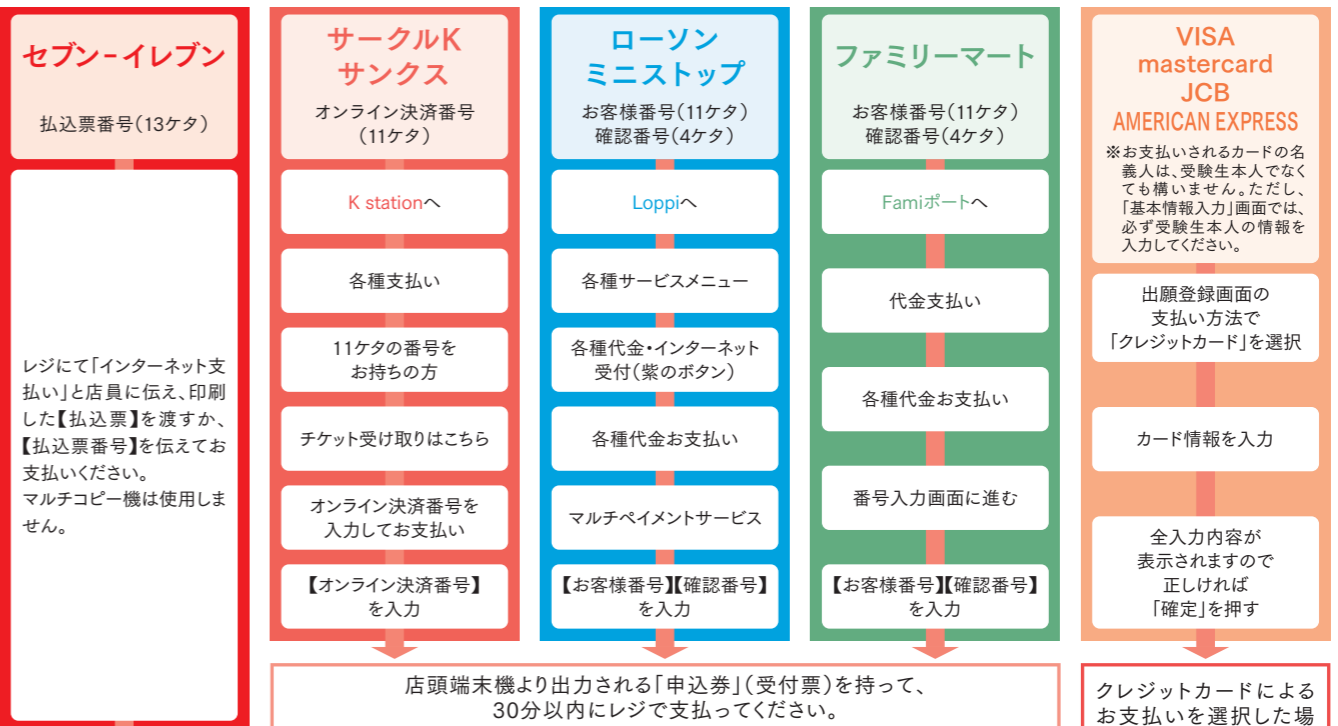 セブン-イレブン
払込票番号(13ケタ)
レジにて「インターネット支
払い」と店員に伝え、印刷
した【払込票】を渡すか、
【払込票番号】を伝えてお
支払いください。
マルチコピー機は使用しま
せん。
サークルK
サンクス
オンライン決済番号
(11ケタ)
K stationへ
各種支払い
11ケタの番号を
お持ちの方
チケット受け取りはこちら
オンライン決済番号を
入力してお支払い
【オンライン決済番号】
を入力
ローソン
ミニストップ
お客様番号(11ケタ)
確認番号(4ケタ)
Loppiへ
各種サービスメニュー
各種代金・インターネット
受付(紫のボタン)
各種代金お支払い
マルチペイメントサービス
【お客様番号】【確認番号】
を入力
ファミリーマート
お客様番号(11ケタ)
確認番号(4ケタ)
Famiポートへ
代金支払い
各種代金お支払い
番号入力画面に進む
【お客様番号】【確認番号】
を入力
VISA
mastercard
JCB
AMERICAN EXPRESS
※お支払いされるカードの名
義人は、受験生本人でなく
ても構いません。ただし、
「基本情報入力」画面では、
必ず受験生本人の情報を
入力してください。
出願登録画面の
支払い方法で
「クレジットカード」を選択
カード情報を入力
全入力内容が
表示されますので
正しければ
「確定」を押す
店頭端末機より出力される「申込券」(受付票)を持って、
30分以内にレジで支払ってください。
クレジットカードによる
お支払いを選択した場